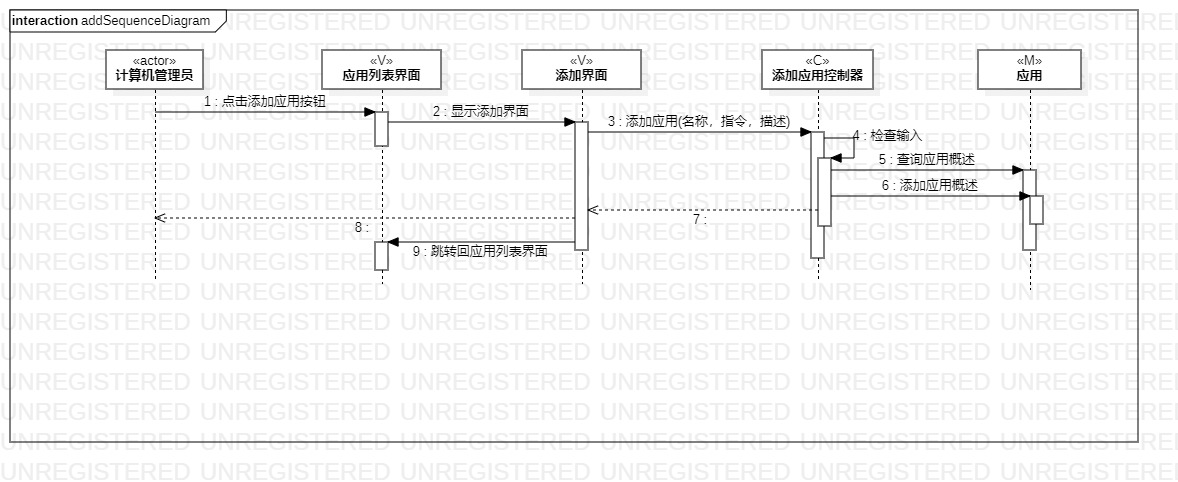 interaction addSequenceDiagram
«actor»
计算机管理员
«V»
应用列表界面
«V»
添加界面
«C»
添加应用控制器
«M»
应用
1 : 点击添加应用按钮
2 : 显示添加界面
3 : 添加应用(名称，指令，描述)
4 : 检查输入
5 : 查询应用概述
6 : 添加应用概述
7 :
8 :
9 : 跳转回应用列表界面
UNREGISTERED